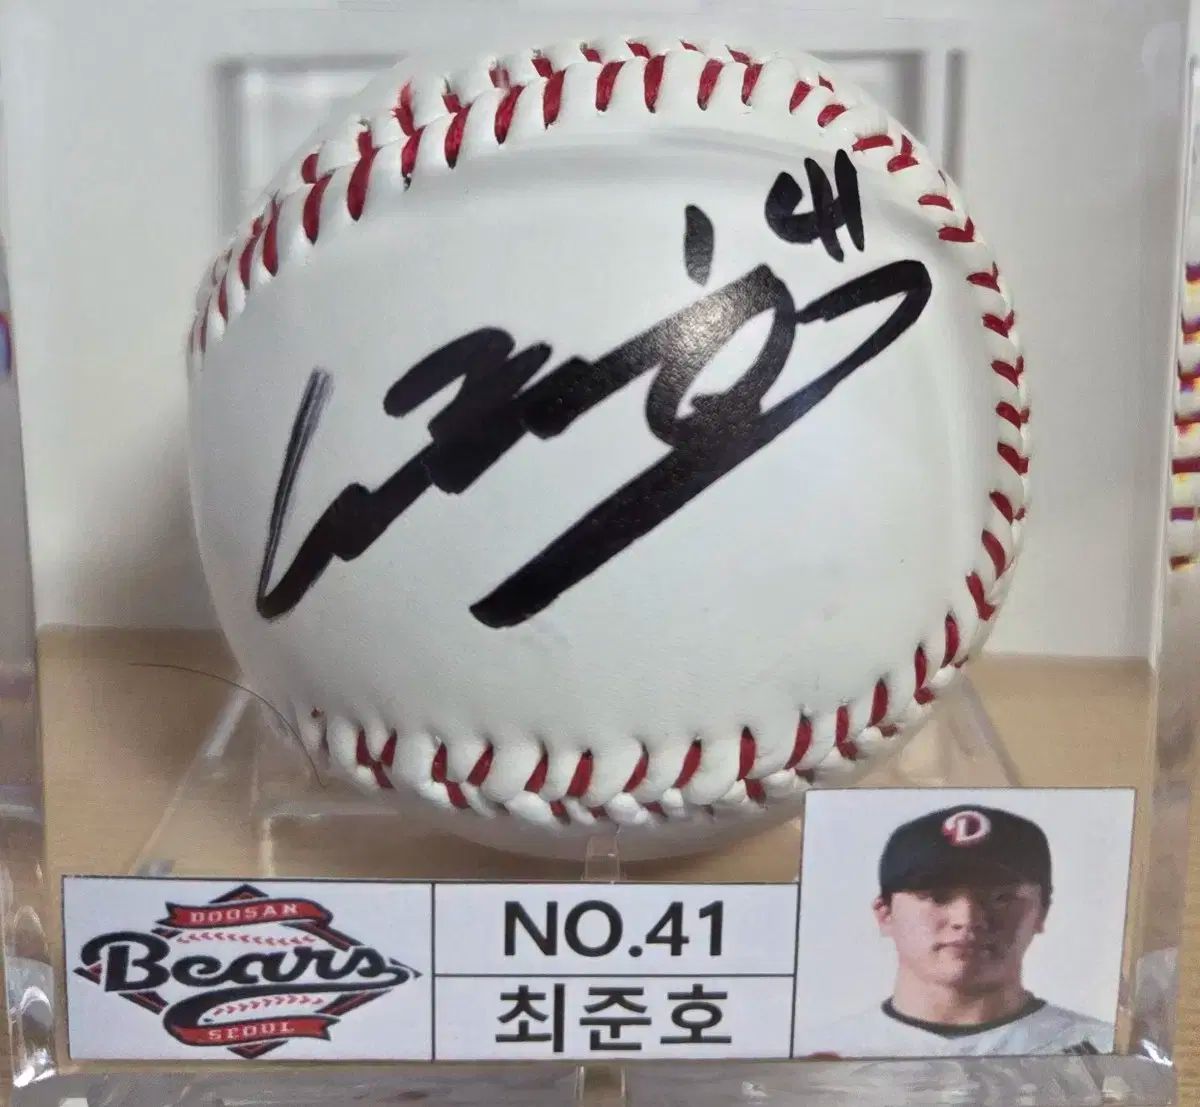 DOOSAN
Bears
SEOUL
NO.41
최준호
D